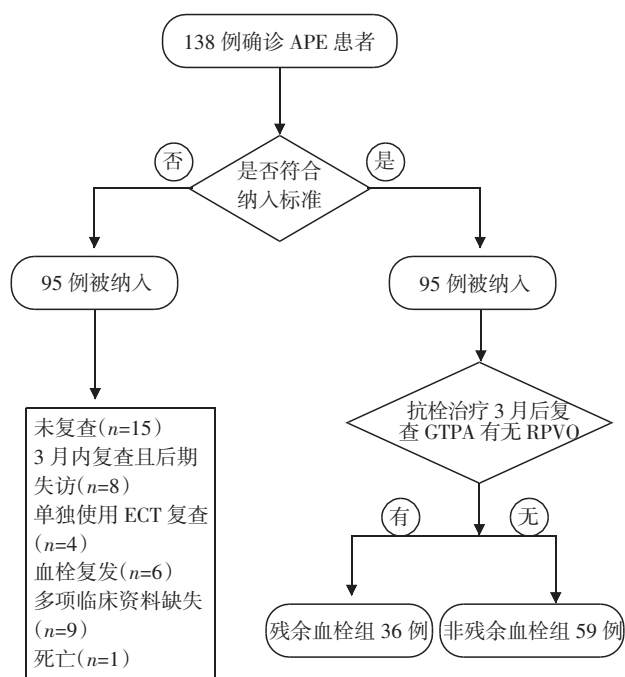 138 例确诊 APE 患者
否
是
是否符合
纳入标准
95 例被纳入
95 例被纳入
未复查(n=15)
3 月内复查且后期
失访(n=8)
单独使用 ECT 复查
(n=4)
血栓复发(n=6)
多项临床资料缺失
(n=9)
死亡(n=1)
抗栓治疗 3 月后复
查 GTPA 有无 RPVO
有
无
残余血栓组 36 例
非残余血栓组 59 例